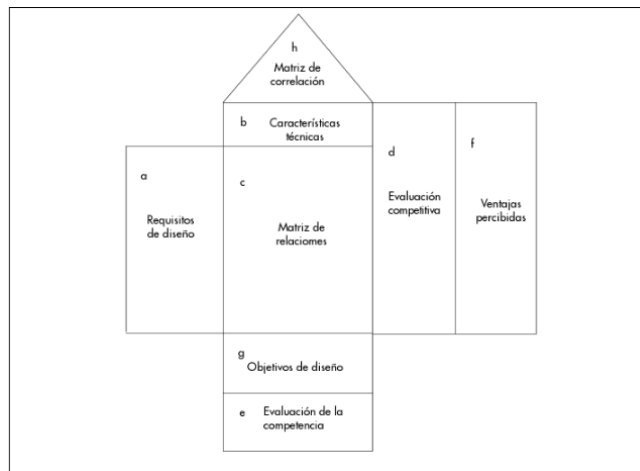 h
Matriz de
correlación
b Características
técnicas
a
Requisitos
de diseño
c
Matriz de
relaciomes
d
Evaluación
competitiva
f
Ventajas
percibidas
g
Objetivos de diseño
e Evaluación de la
competencia